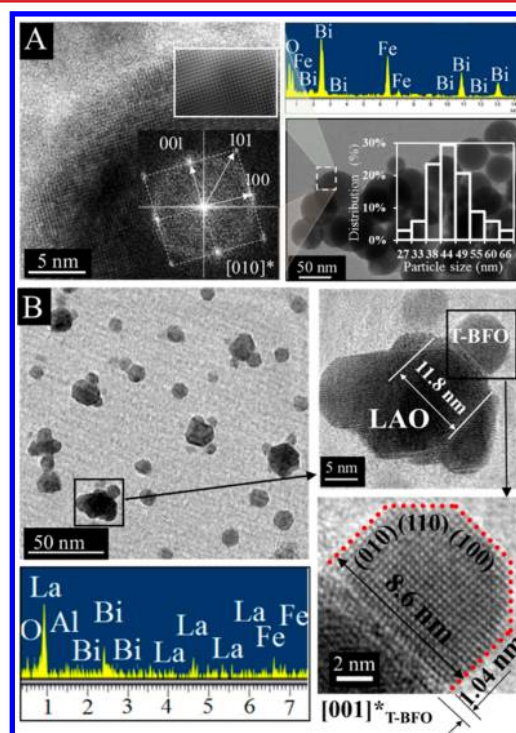 A
001
101
100
5 nm
[010]*
O
Fe
Bi
Bi
Bi
Fe
Fe
Bi
Bi
Bi
Bi
Distribution (%)
30%
20%
10%
0%
27 33 38 44 49 55 60 66
Particle size (nm)
50 nm
B
50 nm
T-BFO
11.8 nm
LAO
5 nm
La
O
Al
Bi
Bi
Bi
La
La
La
La
Fe
Fe
1 2 3 4 5 6 7
(010)
(110)
(100)
8.6 nm
2 nm
1.04 nm
[001]*T-BFO